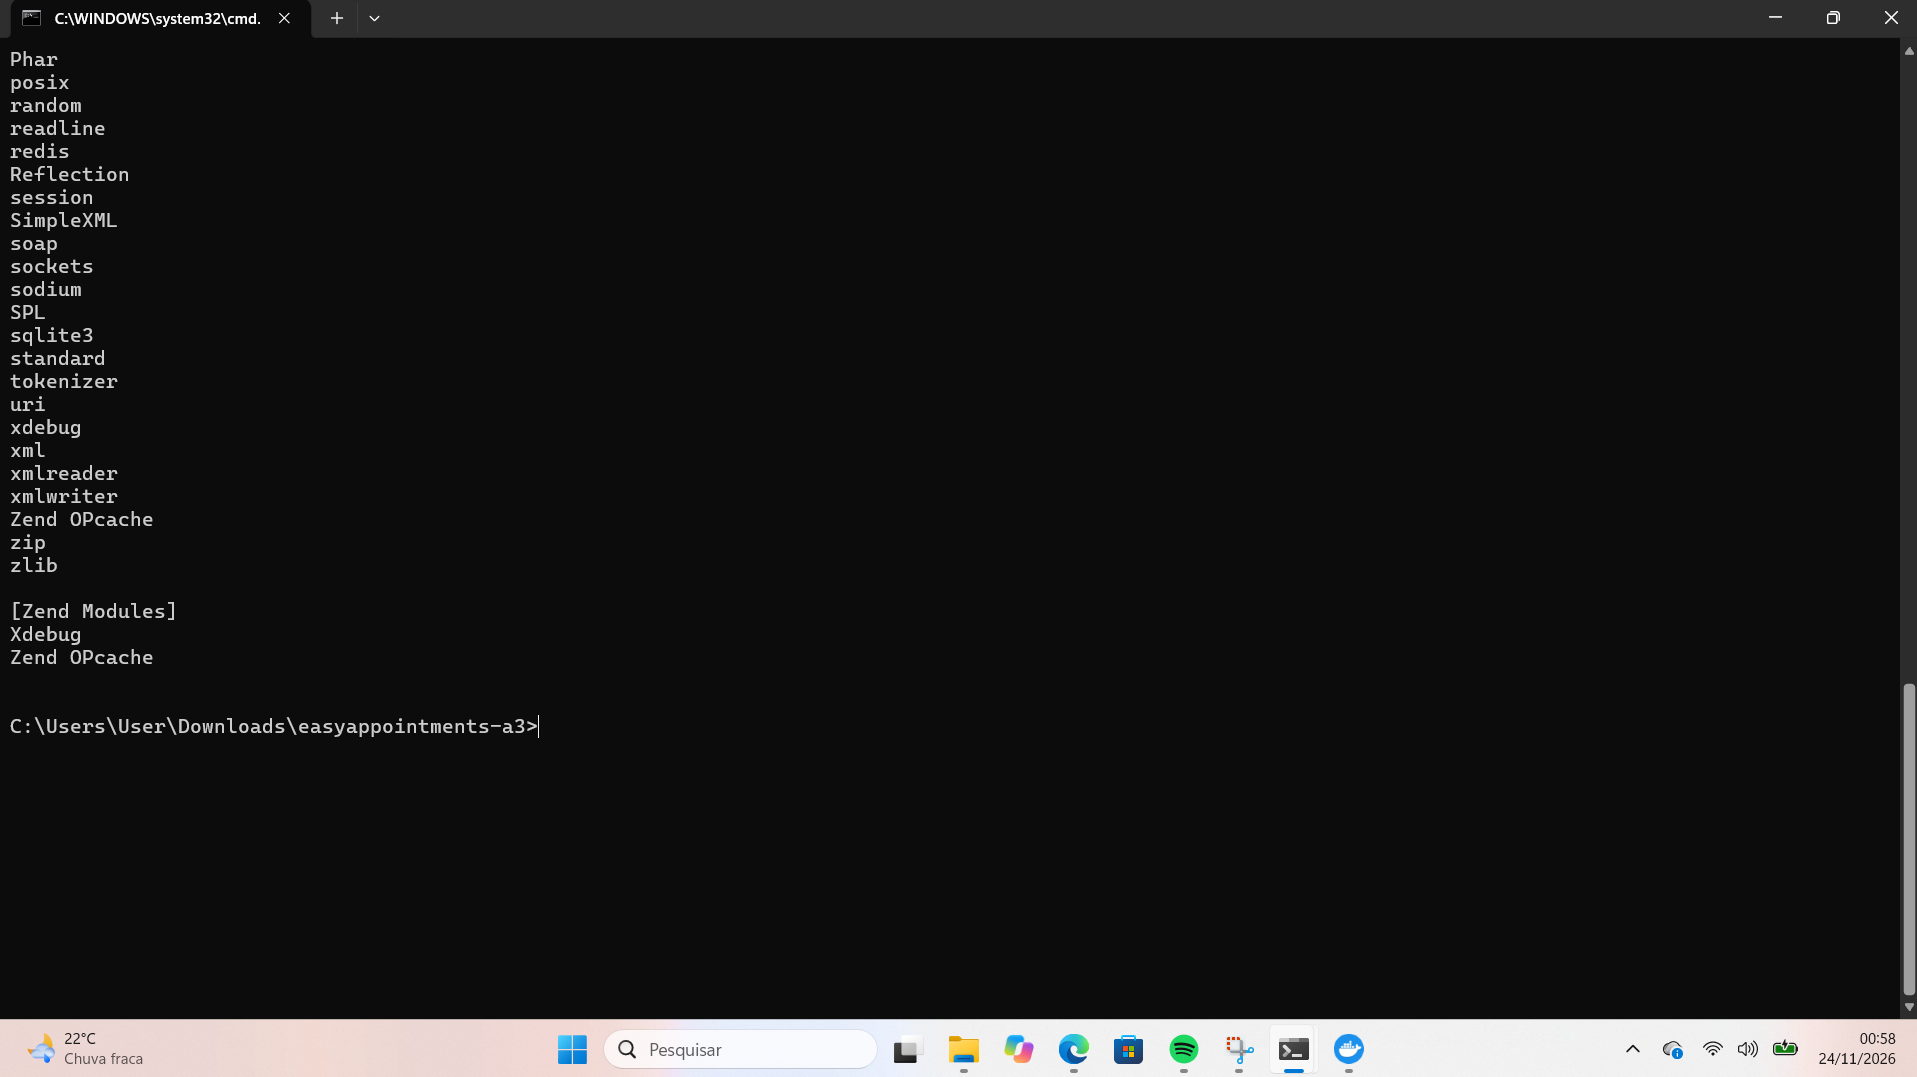 C:\WINDOWS\system32\cmd.
Phar
posix
random
readline
redis
Reflection
session
SimpleXML
soap
sockets
sodium
SPL
sqlite3
standard
tokenizer
uri
xdebug
xml
xmlreader
xmlwriter
Zend OPcache
zip
zlib
[Zend Modules]
Xdebug
Zend OPcache
C:\Users\User\Downloads\easyappointments-a3>
22°C
Chuva fraca
Pesquisar
00:58
24/11/2026